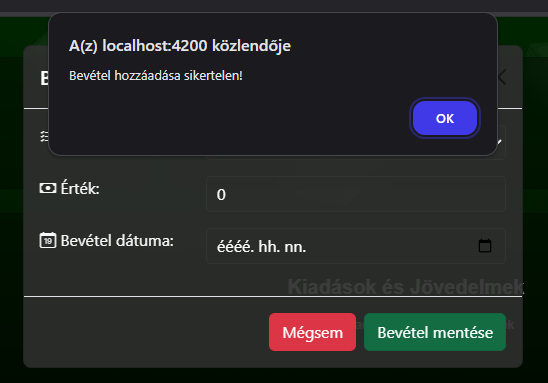 A(z) localhost:4200 közlendője
Bevétel hozzáadása sikertelen!
OK
Érték:
0
19
Bevétel dátuma:
éééé. hh. nn.
Kiadások és Jövedelmek
Mégsem
Bevétel mentése